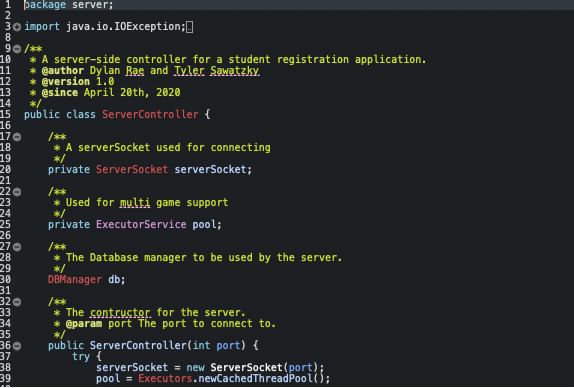 1 package server;
2
3 import java.io.IOException;
8
9 /**
10 * A server-side controller for a student registration application.
11 * @author Dylan Rae and Tyler Sawatzky
12 * @version 1.0
13 * @since April 20th, 2020
14 */
15 public class ServerController {
16
17 /**
18 * A serverSocket used for connecting
19 */
20 private ServerSocket serverSocket;
21
22 /**
23 * Used for multi game support
24 */
25 private ExecutorService pool;
26
27 /**
28 * The Database manager to be used by the server.
29 */
30 DBManager db;
31
32 /**
33 * The contructor for the server.
34 * @param port The port to connect to.
35 */
36 public ServerController(int port) {
37 try {
38 serverSocket = new ServerSocket(port);
39 pool = Executors.newCachedThreadPool();